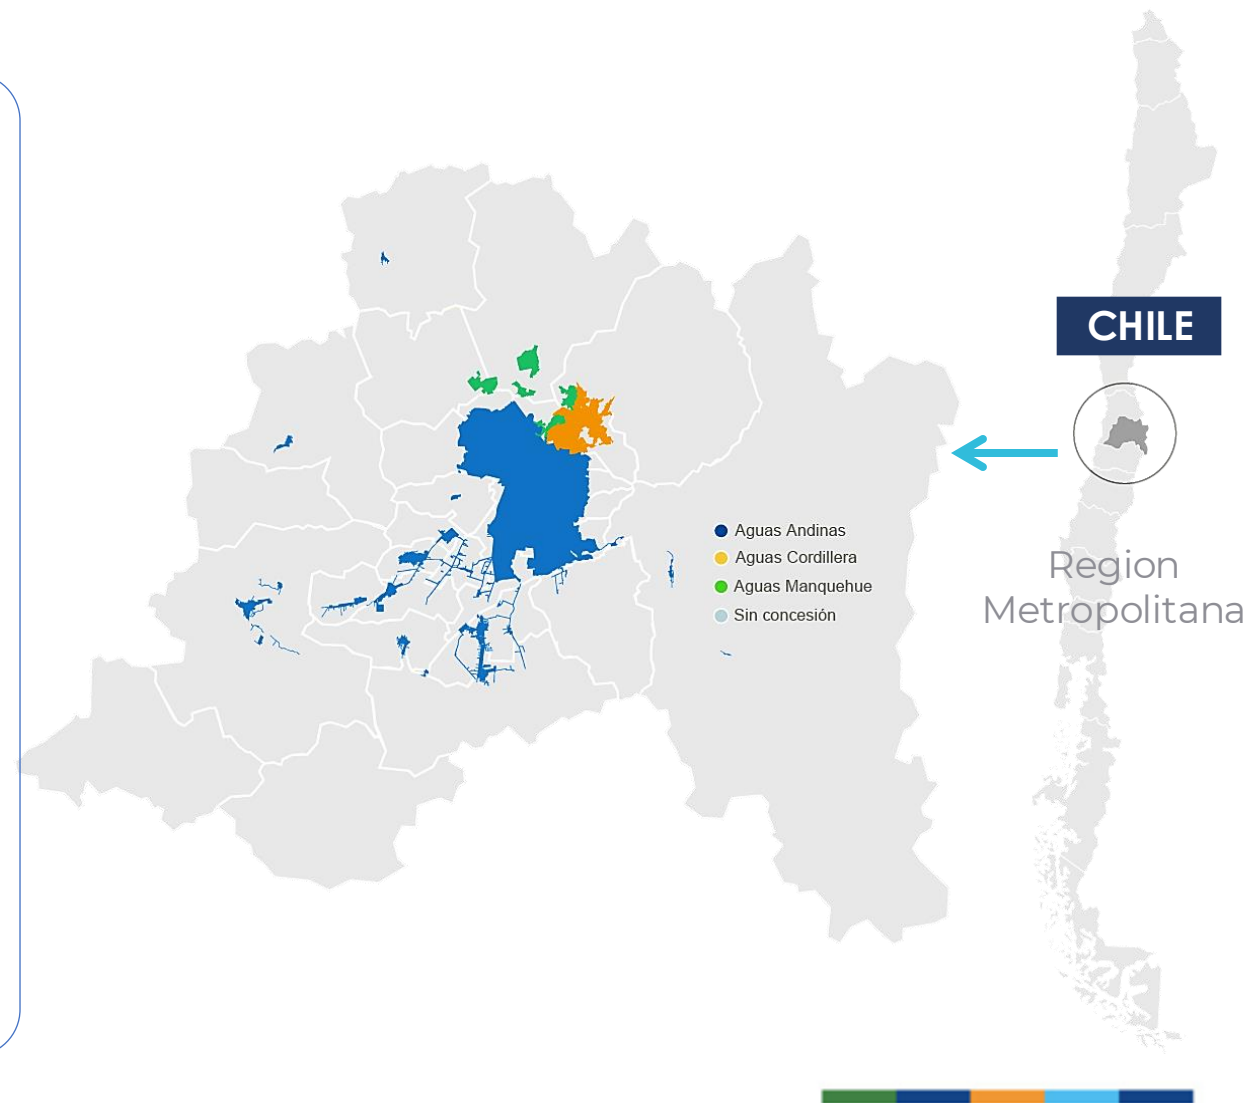 CHILE
Aguas Andinas
Aguas Cordillera
Aguas Manquehue
Sin concesión
Region
Metropolitana